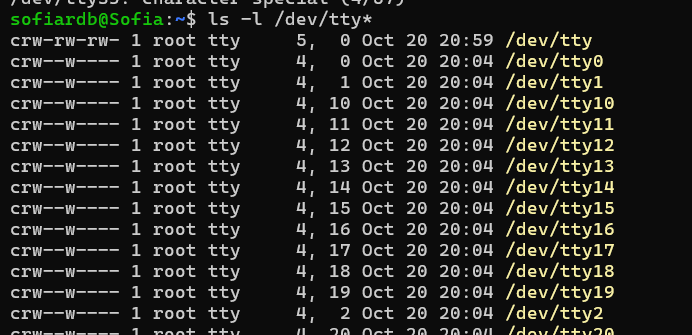 /dev/tty55: character special (4/67)
sofiardb@Sofia:~$ ls -l /dev/tty*
crw-rw-rw- 1 root tty     5,  0 Oct 20 20:59 /dev/tty
crw--w---- 1 root tty     4,  0 Oct 20 20:04 /dev/tty0
crw--w---- 1 root tty     4,  1 Oct 20 20:04 /dev/tty1
crw--w---- 1 root tty     4, 10 Oct 20 20:04 /dev/tty10
crw--w---- 1 root tty     4, 11 Oct 20 20:04 /dev/tty11
crw--w---- 1 root tty     4, 12 Oct 20 20:04 /dev/tty12
crw--w---- 1 root tty     4, 13 Oct 20 20:04 /dev/tty13
crw--w---- 1 root tty     4, 14 Oct 20 20:04 /dev/tty14
crw--w---- 1 root tty     4, 15 Oct 20 20:04 /dev/tty15
crw--w---- 1 root tty     4, 16 Oct 20 20:04 /dev/tty16
crw--w---- 1 root tty     4, 17 Oct 20 20:04 /dev/tty17
crw--w---- 1 root tty     4, 18 Oct 20 20:04 /dev/tty18
crw--w---- 1 root tty     4, 19 Oct 20 20:04 /dev/tty19
crw--w---- 1 root tty     4,  2 Oct 20 20:04 /dev/tty2
crw--w---- 1 root tty     4, 20 Oct 20 20:04 /dev/tty20